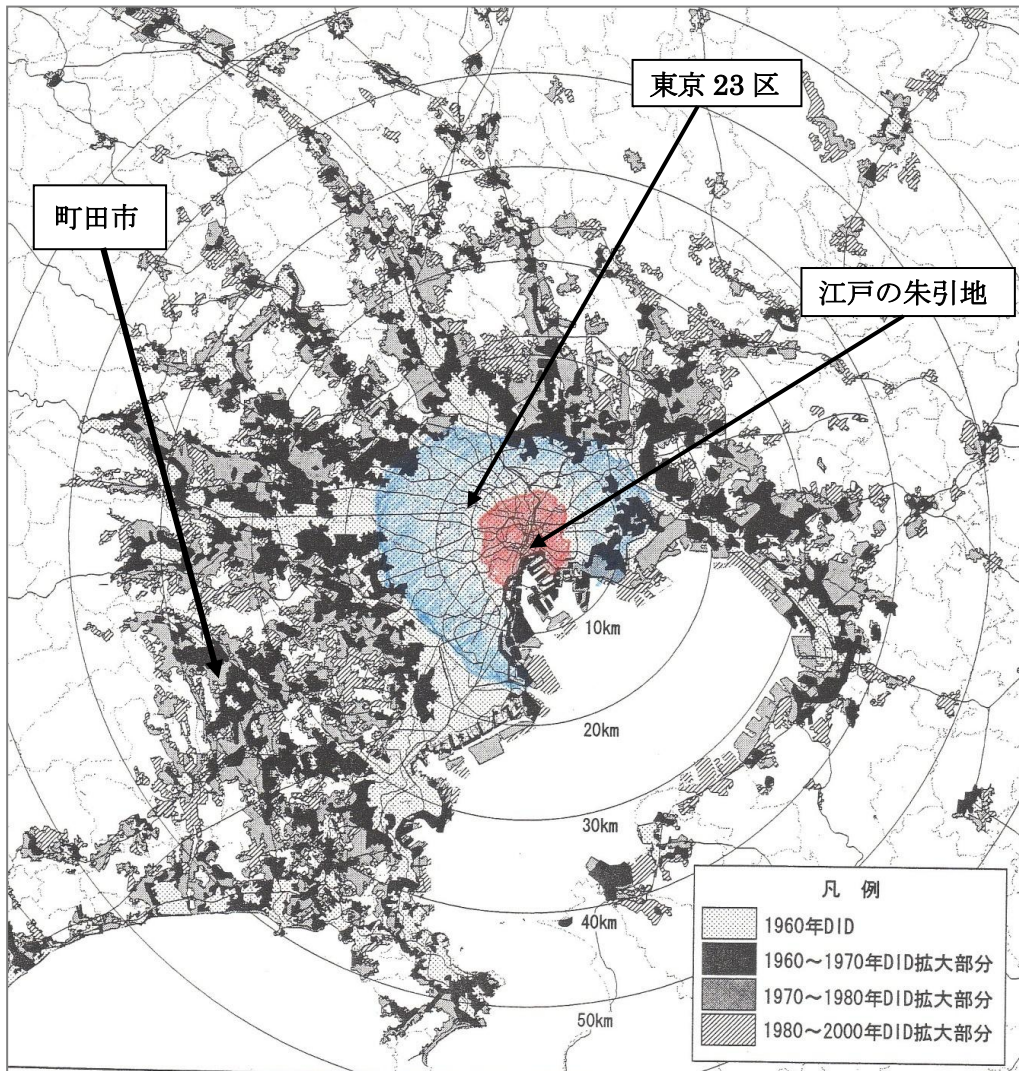 東京 23 区
町田市
江戸の朱引地
10km
20km
30km
40km
50km
凡 例
1960年DID
1960～1970年DID拡大部分
1970～1980年DID拡大部分
1980～2000年DID拡大部分